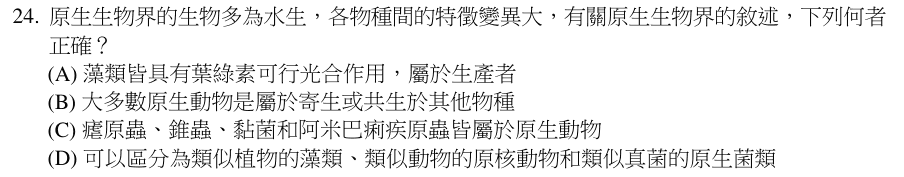 24. 原生生物界的生物多為水生，各物種間的特徵變異大，有關原生生物界的敘述，下列何者
正確？
(A) 藻類皆具有葉綠素可行光合作用，屬於生產者
(B) 大多數原生動物是屬於寄生或共生於其他物種
(C) 瘧原蟲、錐蟲、黏菌和阿米巴痢疾原蟲皆屬於原生動物
(D) 可以區分為類似植物的藻類、類似動物的原核動物和類似真菌的原生菌類